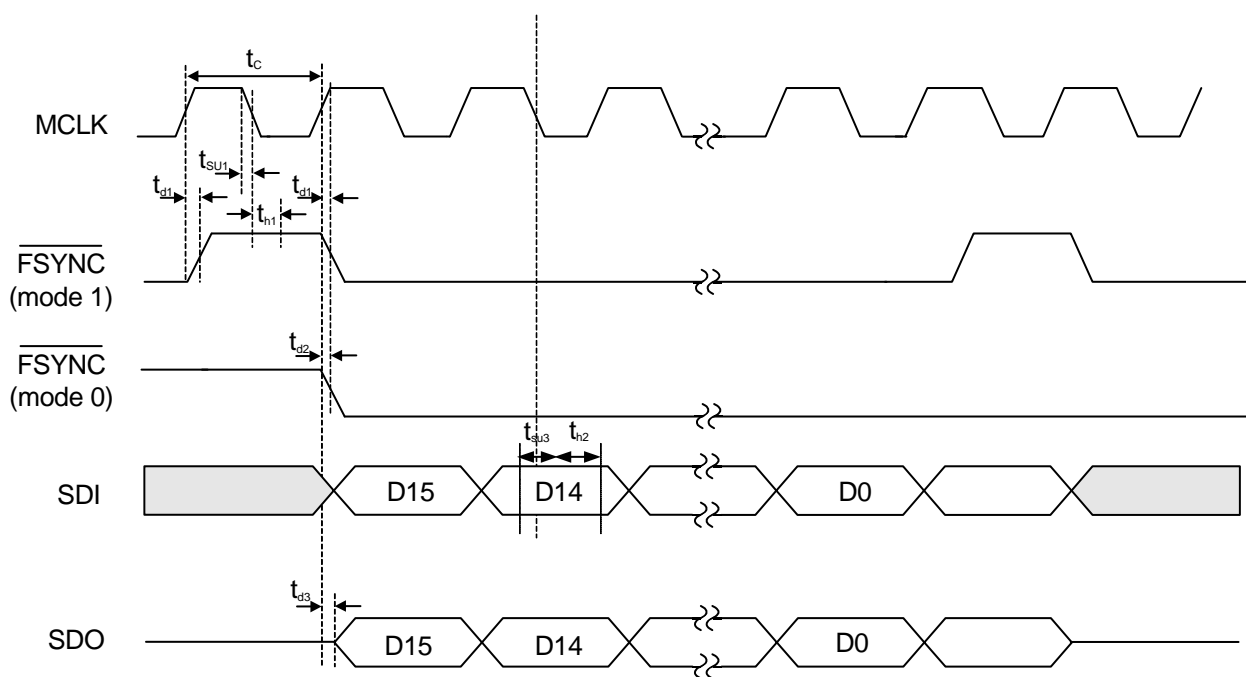 tC
MCLK
tSU1
td1
td1
th1
FSYNC
(mode 1)
FSYNC
(mode 0)
td2
tsu3
th2
SDI
D15
D14
D0
td3
SDO
D15
D14
D0